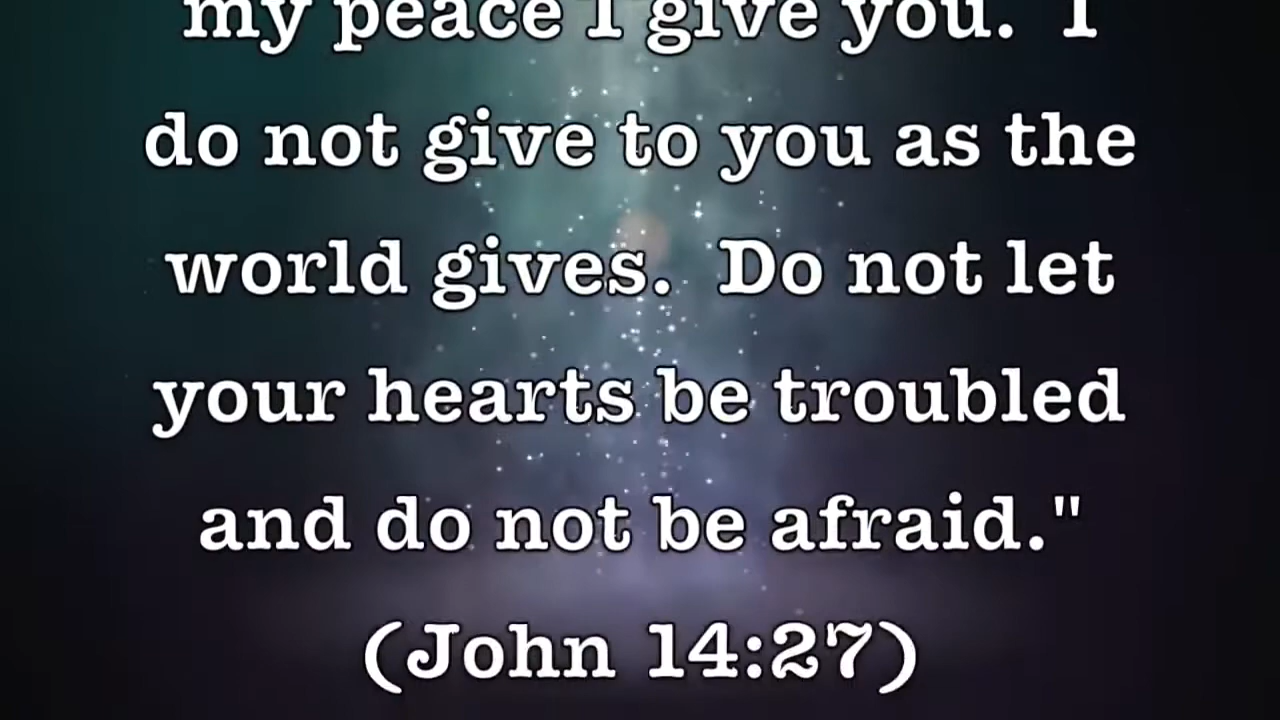 my peace I give you.  I
do not give to you as the
world gives.  Do not let
your hearts be troubled
and do not be afraid."
(John 14:27)